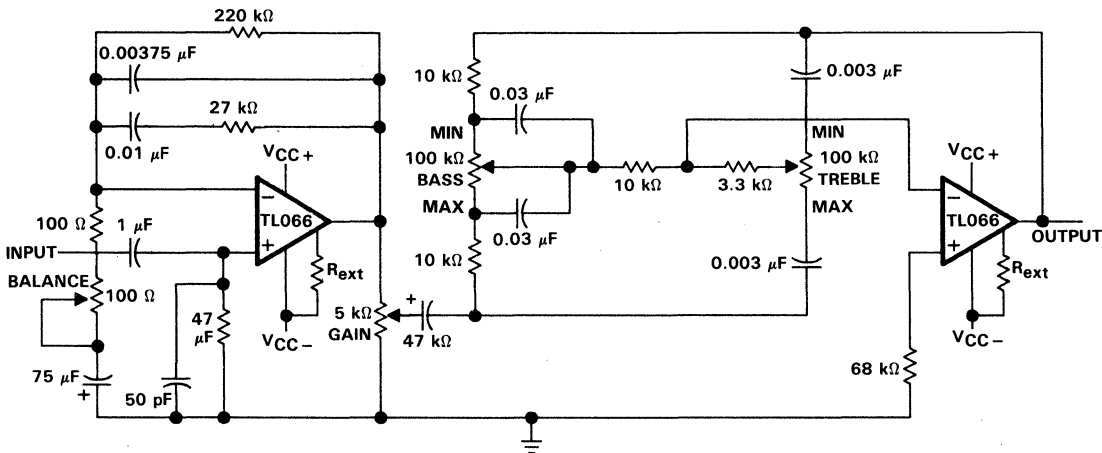 220 kΩ
0.00375 μF
27 kΩ
0.01 μF
VCC+
−
TL066
+
100 Ω
1 μF
INPUT
BALANCE
100 Ω
Rext
47
μF
VCC−
5 kΩ
GAIN
+
47 kΩ
75 μF
+
50 pF
10 kΩ
0.03 μF
MIN
100 kΩ
BASS
MAX
0.03 μF
10 kΩ
10 kΩ
3.3 kΩ
0.003 μF
MIN
100 kΩ
TREBLE
MAX
0.003 μF
VCC+
−
TL066
+
OUTPUT
Rext
VCC−
68 kΩ